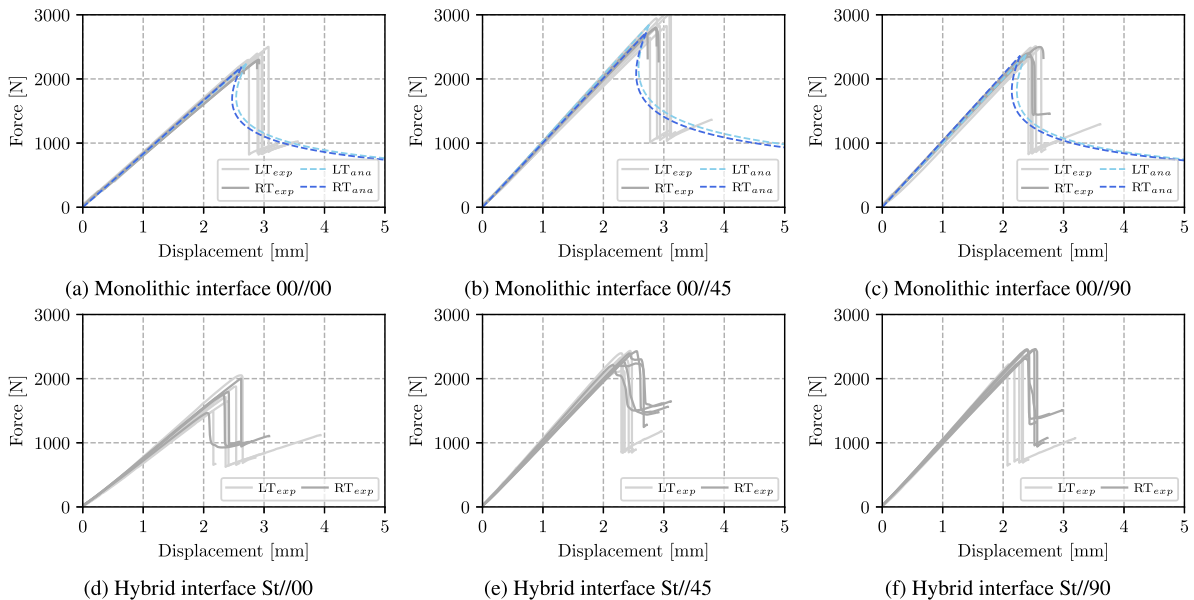 3000
2000
1000
0
Force [N]
0 1 2 3 4 5
Displacement [mm]
LTexp LTana
RTexp RTana
(a) Monolithic interface 00//00
3000
2000
1000
0
Force [N]
0 1 2 3 4 5
Displacement [mm]
LTexp LTana
RTexp RTana
(b) Monolithic interface 00//45
3000
2000
1000
0
Force [N]
0 1 2 3 4 5
Displacement [mm]
LTexp LTana
RTexp RTana
(c) Monolithic interface 00//90
3000
2000
1000
0
Force [N]
0 1 2 3 4 5
Displacement [mm]
LTexp RTexp
(d) Hybrid interface St//00
3000
2000
1000
0
Force [N]
0 1 2 3 4 5
Displacement [mm]
LTexp RTexp
(e) Hybrid interface St//45
3000
2000
1000
0
Force [N]
0 1 2 3 4 5
Displacement [mm]
LTexp RTexp
(f) Hybrid interface St//90